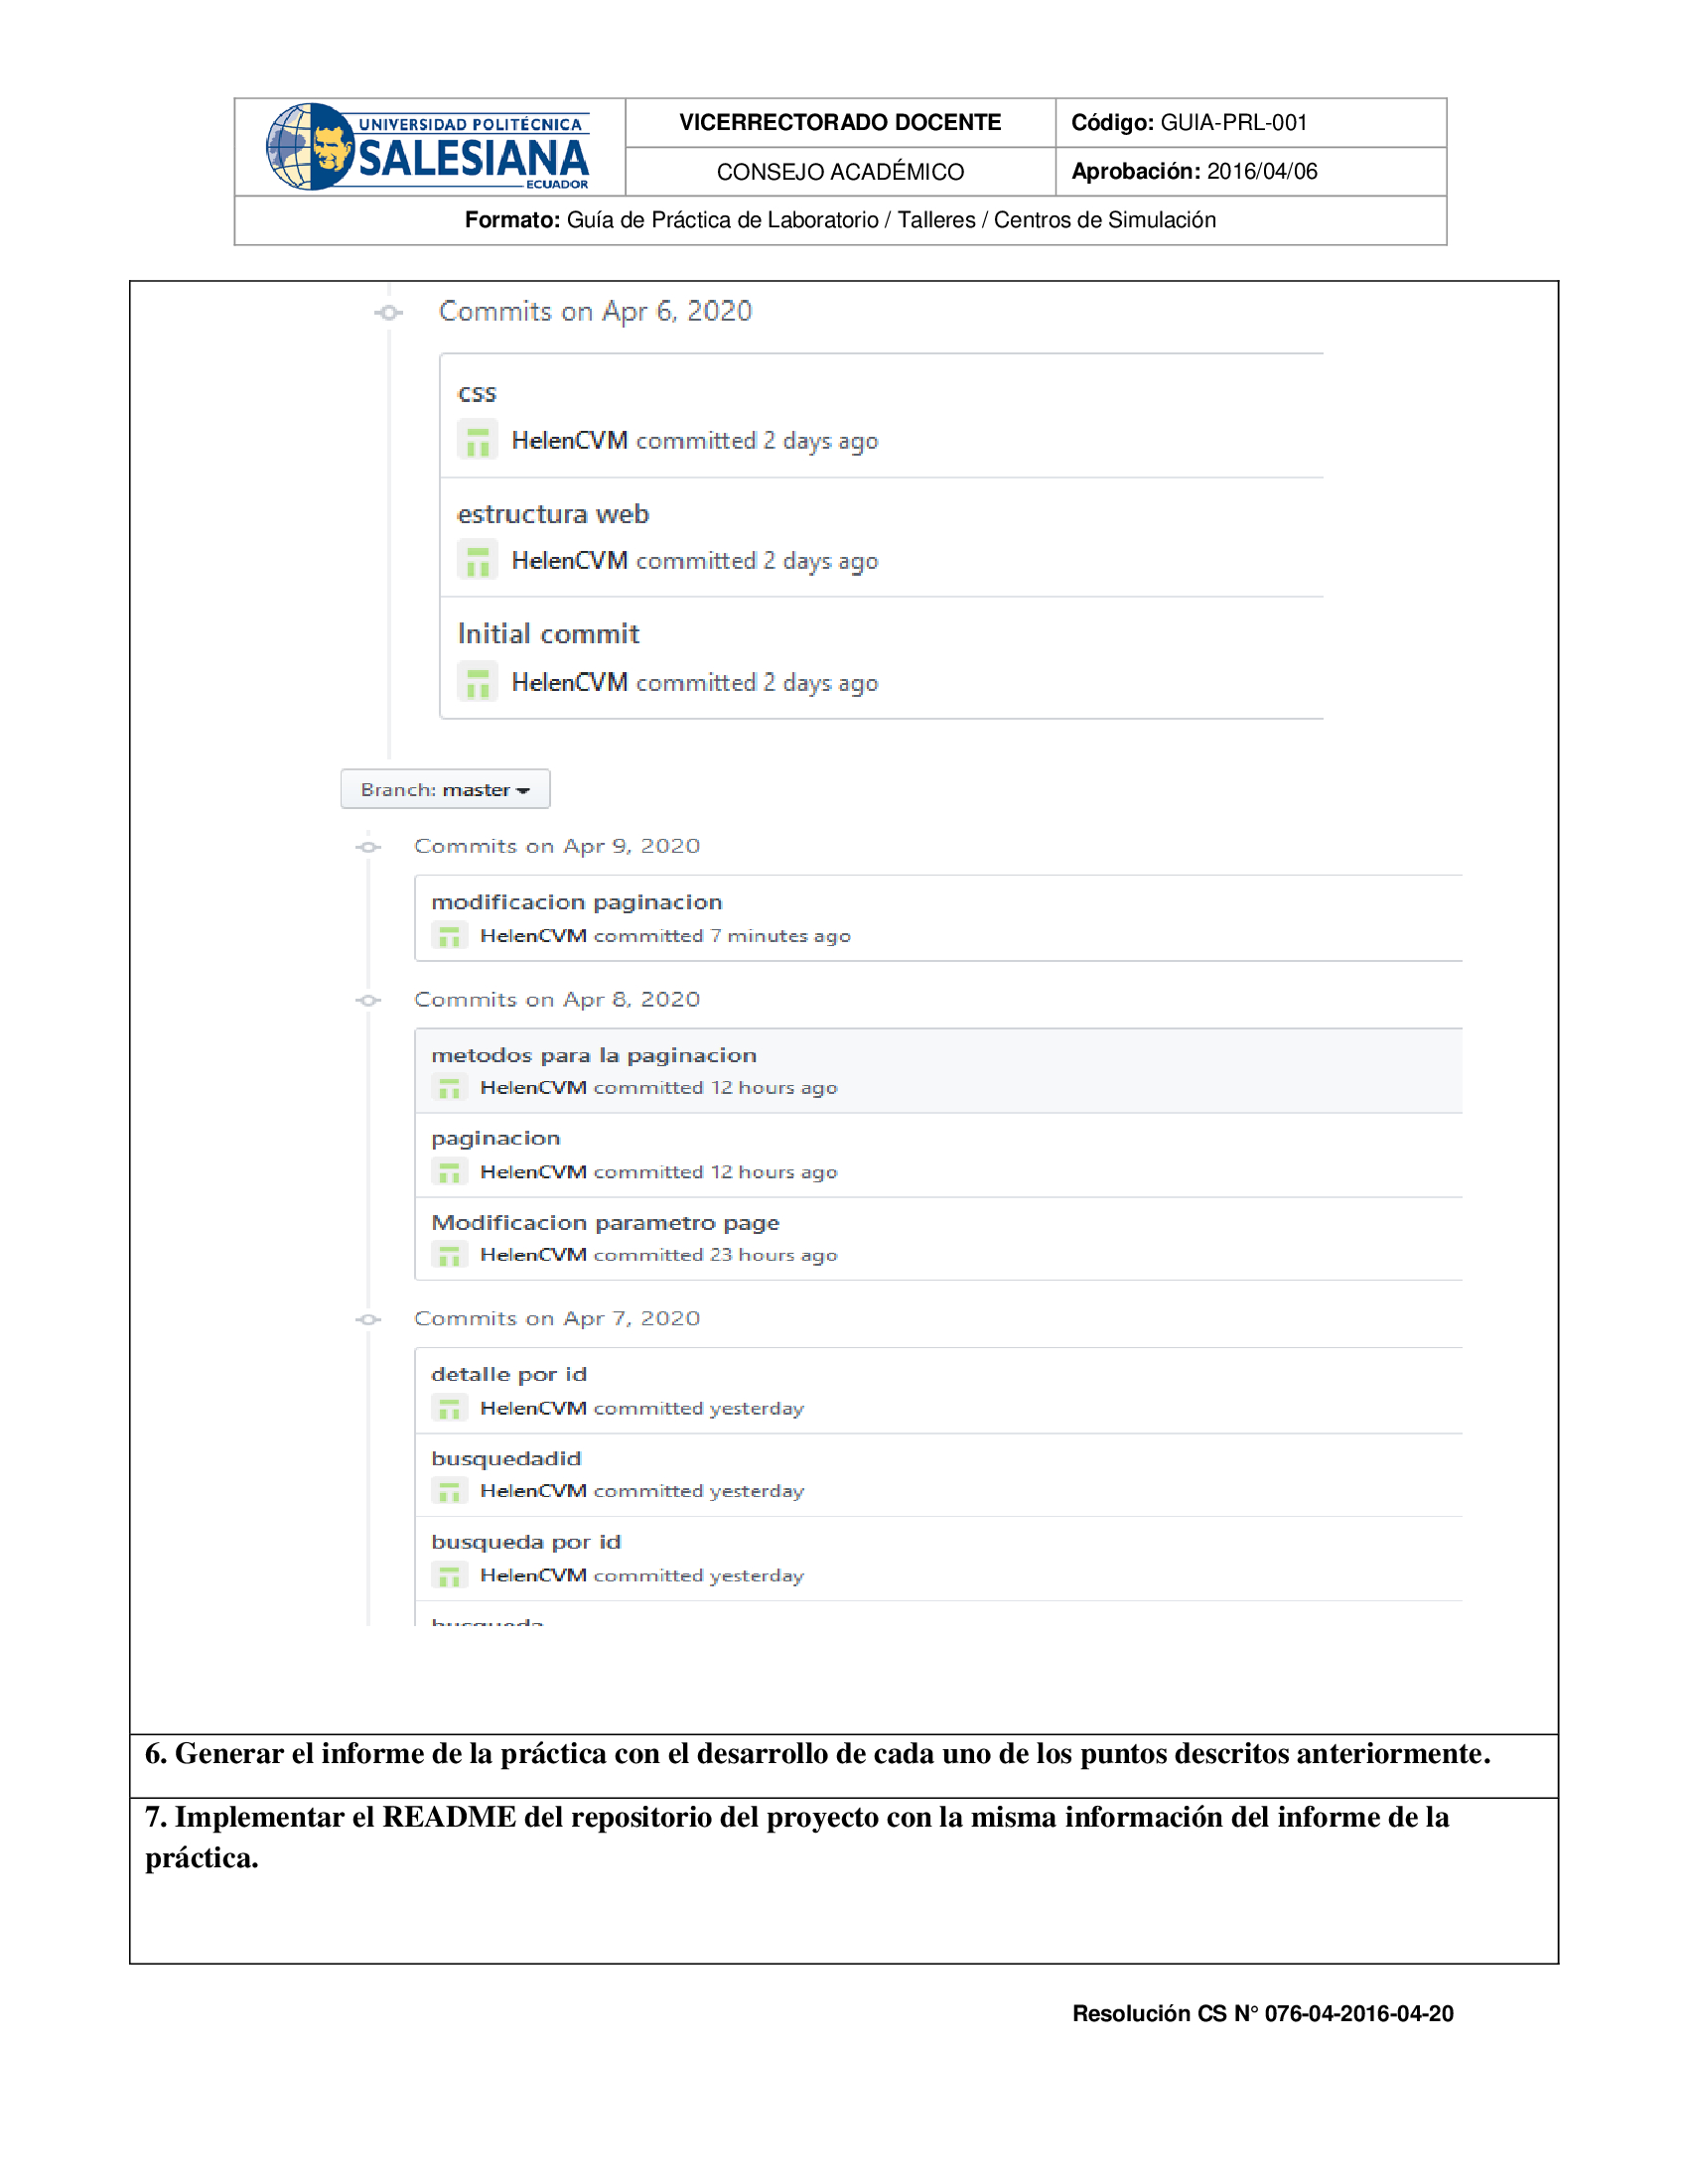 UNIVERSIDAD POLITÉCNICA
SALESIANA
ECUADOR
VICERRECTORADO DOCENTE
CONSEJO ACADÉMICO
Código: GUIA-PRL-001
Aprobación: 2016/04/06
Formato: Guía de Práctica de Laboratorio / Talleres / Centros de Simulación
Commits on Apr 6, 2020
css
HelenCVM committed 2 days ago
estructura web
HelenCVM committed 2 days ago
Initial commit
HelenCVM committed 2 days ago
Branch: master
Commits on Apr 9, 2020
modificacion paginacion
HelenCVM committed 7 minutes ago
Commits on Apr 8, 2020
metodos para la paginacion
HelenCVM committed 12 hours ago
paginacion
HelenCVM committed 12 hours ago
Modificacion parametro page
HelenCVM committed 23 hours ago
Commits on Apr 7, 2020
detalle por id
HelenCVM committed yesterday
busquedadid
HelenCVM committed yesterday
busqueda por id
HelenCVM committed yesterday
busqueda
6. Generar el informe de la práctica con el desarrollo de cada uno de los puntos descritos anteriormente.
7. Implementar el README del repositorio del proyecto con la misma información del informe de la
práctica.
Resolución CS N° 076-04-2016-04-20